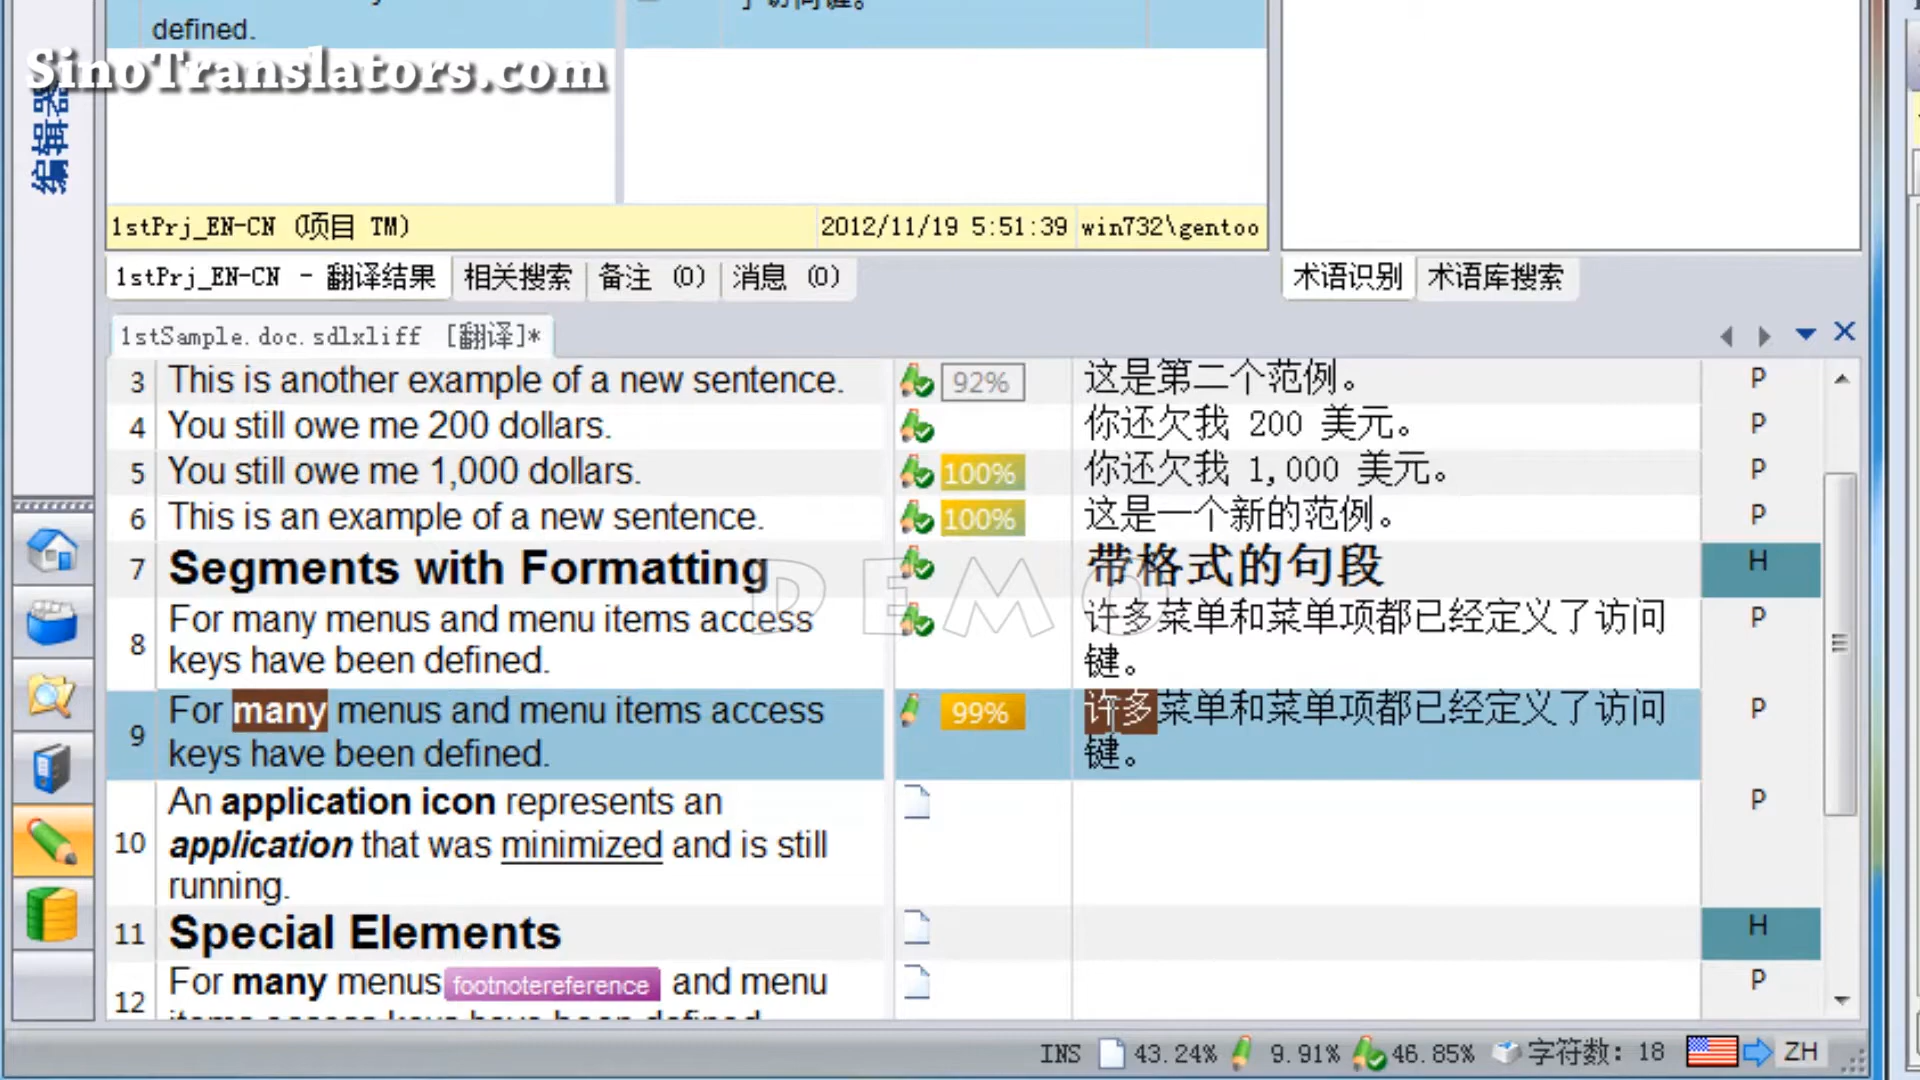 了访问键。
defined.
SinoTranslators.com
编辑器
1stPrj_EN-CN (项目 TM) 2012/11/19 5:51:39 win732\gentoo
1stPrj_EN-CN - 翻译结果 相关搜索 备注 (0) 消息 (0) 术语识别 术语库搜索
1stSample.doc.sdlxliff [翻译]*
3 This is another example of a new sentence. 92% 这是第二个范例。 P
4 You still owe me 200 dollars. 你还欠我 200 美元。 P
5 You still owe me 1,000 dollars. 100% 你还欠我 1,000 美元。 P
6 This is an example of a new sentence. 100% 这是一个新的范例。 P
7 Segments with Formatting 带格式的句段 H
DEMO
8 For many menus and menu items access 许多菜单和菜单项都已经定义了访问 P
keys have been defined. 键。
9 For many menus and menu items access 99% 许多菜单和菜单项都已经定义了访问 P
keys have been defined. 键。
10 An application icon represents an P
application that was minimized and is still
running.
11 Special Elements H
12 For many menus footnotereference and menu P
items access keys have been defined.
INS 43.24% 9.91% 46.85% 字符数: 18 ZH